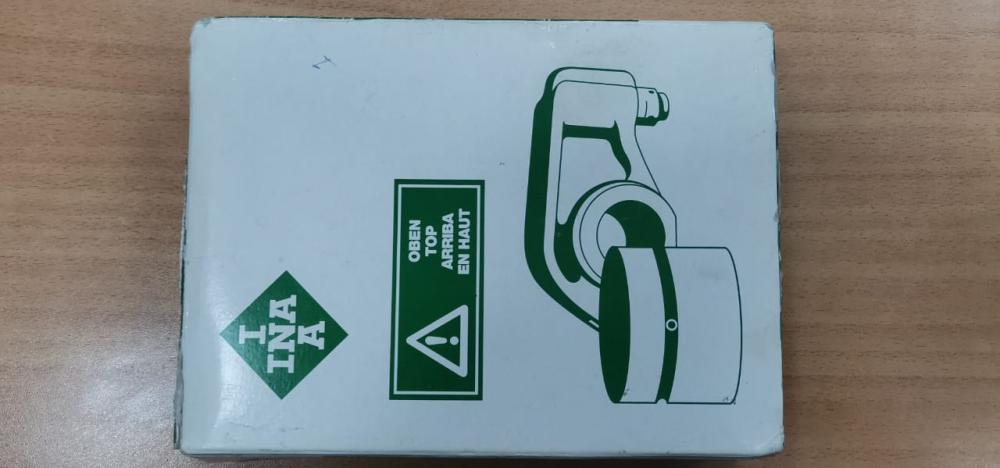 I
INA
A
OBEN
TOP
ARRIBA
EN HAUT
!